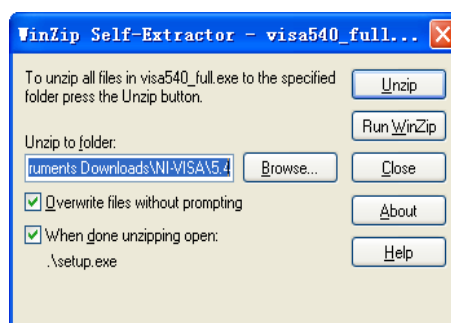 WinZip Self-Extractor - visa540_full...
To unzip all files in visa540_full.exe to the specified
folder press the Unzip button.
Unzip to folder:
ruments Downloads\NI-VISA\5.4
Browse...
Overwrite files without prompting
When done unzipping open:
.\setup.exe
Unzip
Run WinZip
Close
About
Help